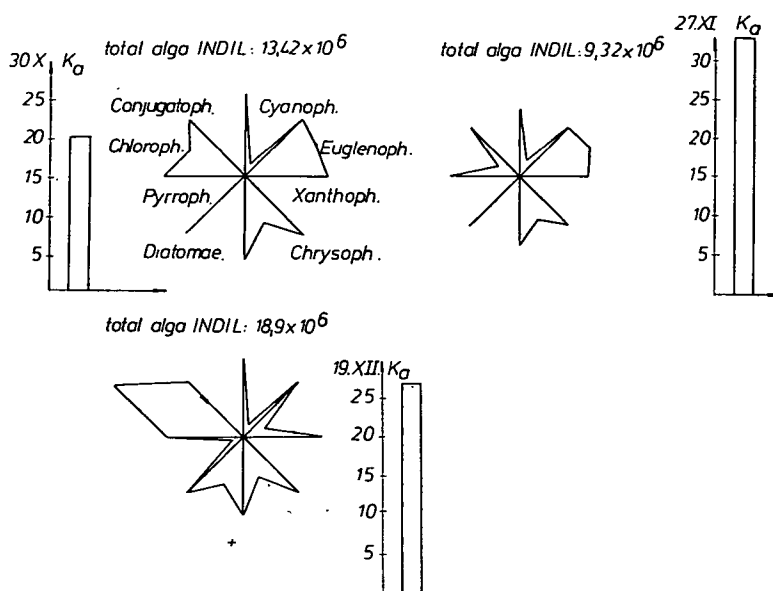 total alga INDIL: 13,42 x 10⁶
30 X Ka
25
20
15
10
5
Conjugatoph. Cyanoph.
Chloroph. Euglenoph.
Pyrroph. Xanthoph.
Diatomae. Chrysoph.
total alga INDIL: 9,32 x 10⁶
27.XI Ka
30
25
20
15
10
5
total alga INDIL: 18,9 x 10⁶
19.XII. Ka
25
20
15
10
5